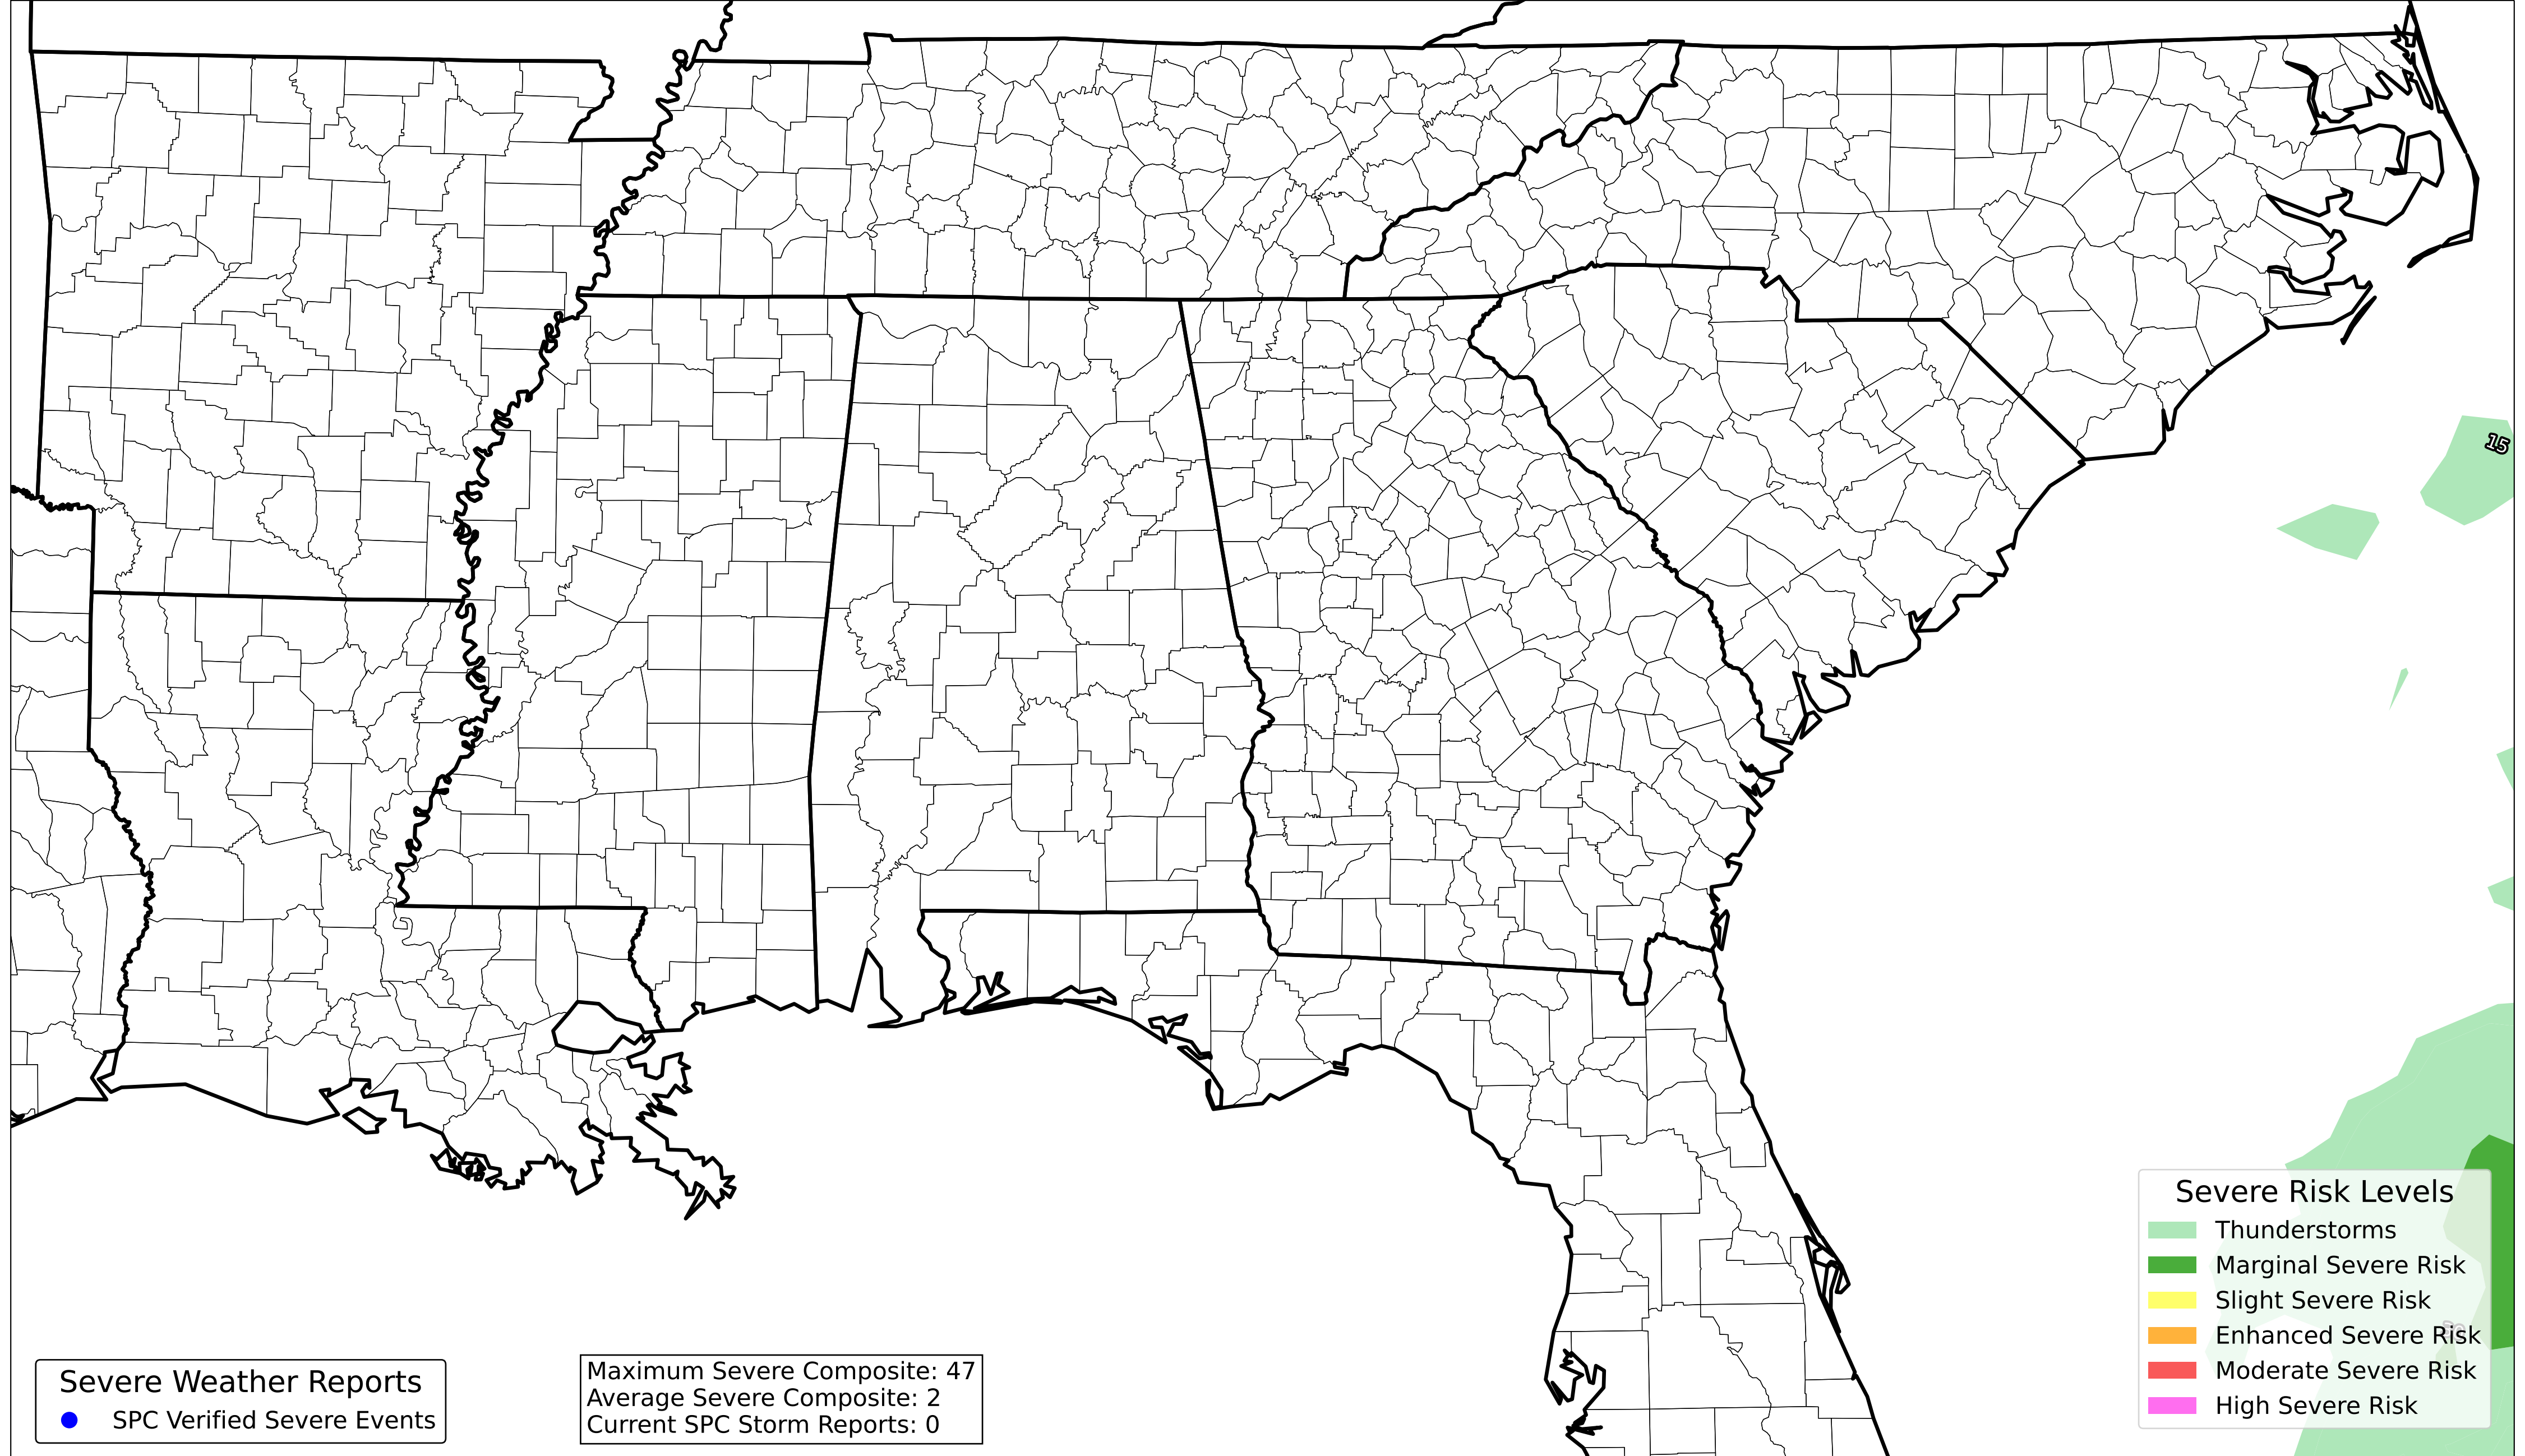 15
Severe Risk Levels
Thunderstorms
Marginal Severe Risk
Slight Severe Risk
Enhanced Severe Risk
Moderate Severe Risk
High Severe Risk
Severe Weather Reports
SPC Verified Severe Events
Maximum Severe Composite: 47
Average Severe Composite: 2
Current SPC Storm Reports: 0